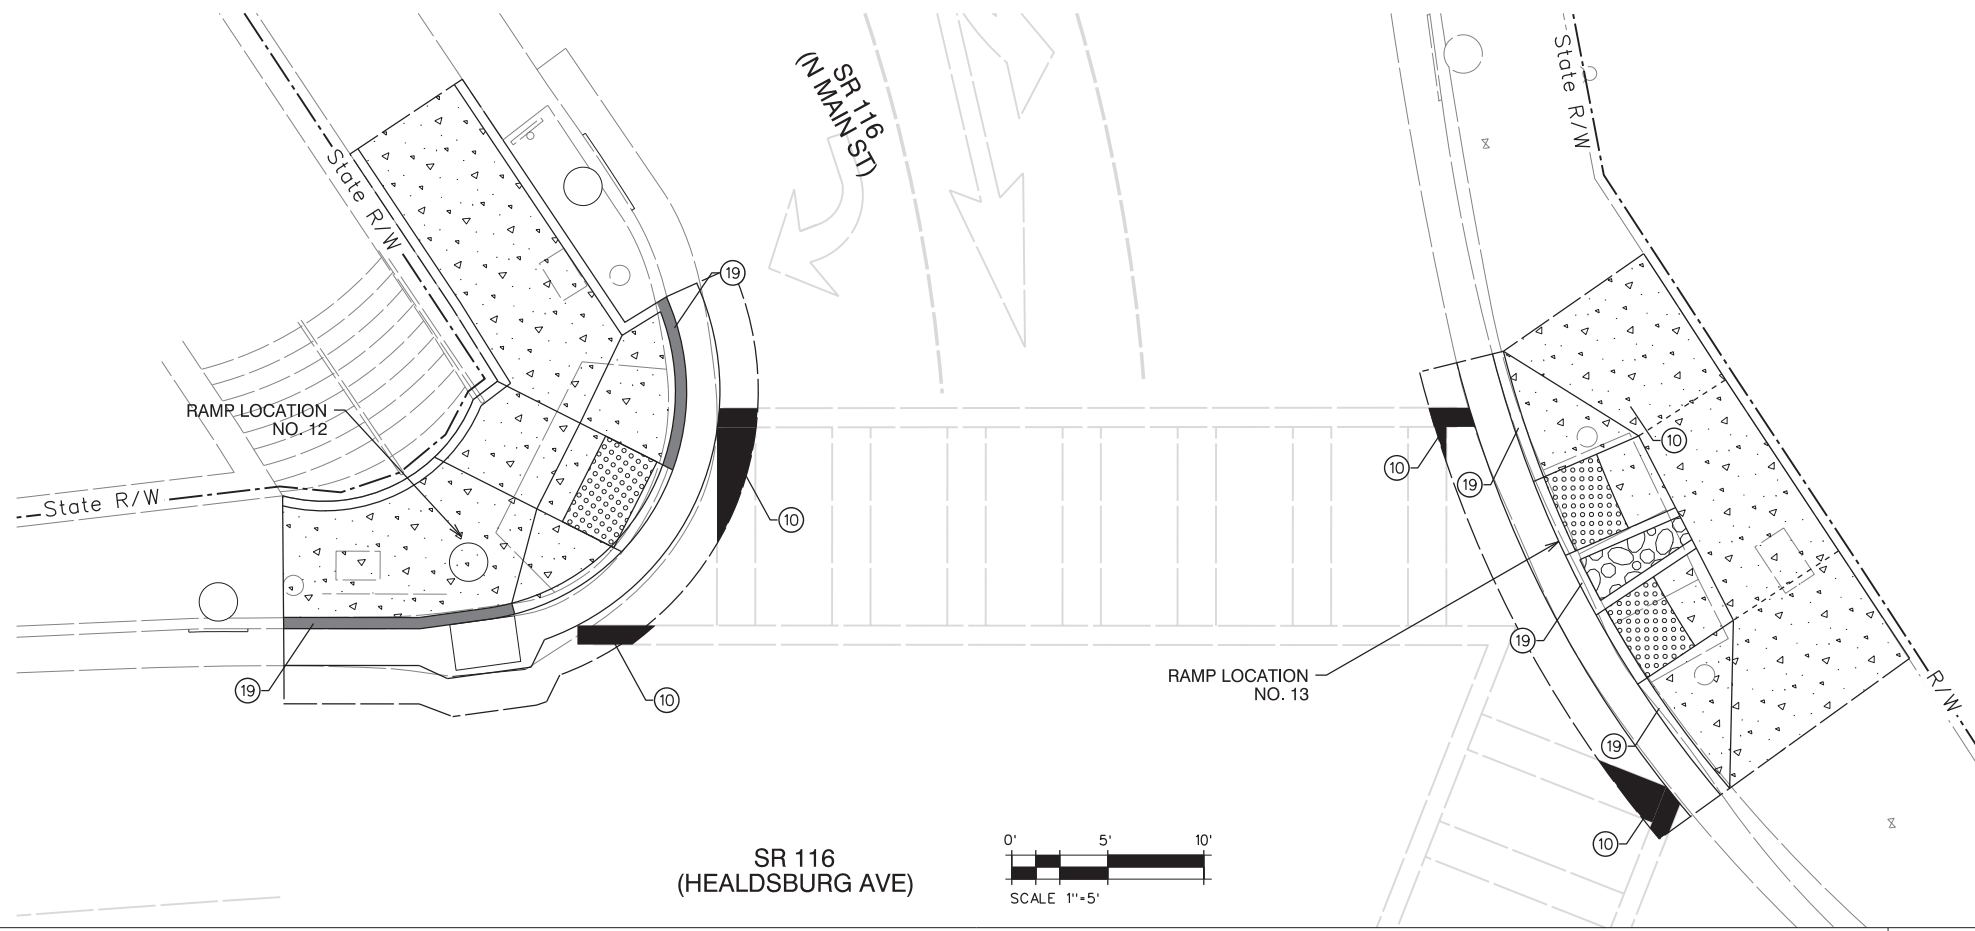 SR 116
(N MAIN ST)
State R/W
State R/W
19
RAMP LOCATION
NO. 12
10
10
19
State R/W
10
19
10
19
RAMP LOCATION
NO. 13
R/W
19
10
SR 116
(HEALDSBURG AVE)
0' 5' 10'
SCALE 1"=5'